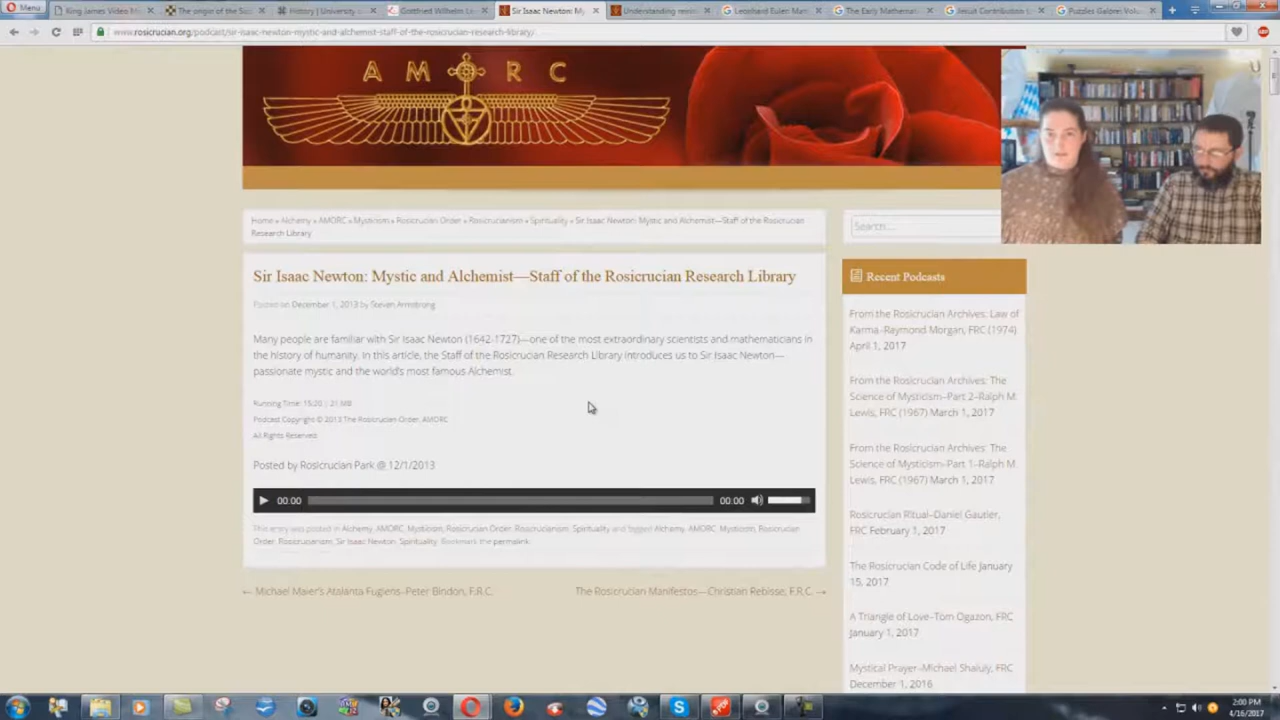 Menu
King James Video M
The origin of the Su
History | University
Gottfried Wilhelm L
Sir Isaac Newton: My
Understanding
Leonhard Euler: Mat
The Early Mathemat
Jesuit Contribution
Puzzles Galore: Volu
www.rosicrucian.org/podcast/sir-isaac-newton-mystic-and-alchemist-staff-of-the-rosicrucian-research-library/
AMORC
Home » Alchemy » AMORC » Mysticism » Rosicrucian Order » Rosicrucianism » Spirituality » Sir Isaac Newton: Mystic and Alchemist—Staff of the Rosicrucian
Research Library
Search...
Sir Isaac Newton: Mystic and Alchemist—Staff of the Rosicrucian Research Library
Posted on December 1, 2013 by Steven Armstrong
Many people are familiar with Sir Isaac Newton (1642-1727)—one of the most extraordinary scientists and mathematicians in
the history of humanity. In this article, the Staff of the Rosicrucian Research Library introduces us to Sir Isaac Newton—
passionate mystic and the world's most famous Alchemist.
Running Time: 15:20 | 21 MB
Podcast Copyright © 2013 The Rosicrucian Order, AMORC.
All Rights Reserved.
Posted by Rosicrucian Park @ 12/1/2013
00:00
00:00
This entry was posted in Alchemy, AMORC, Mysticism, Rosicrucian Order, Rosicrucianism, Spirituality and tagged Alchemy, AMORC, Mysticism, Rosicrucian
Order, Rosicrucianism, Sir Isaac Newton, Spirituality. Bookmark the permalink.
← Michael Maier's Atalanta Fugiens–Peter Bindon, F.R.C.
The Rosicrucian Manifestos—Christian Rebisse, F.R.C. →
Recent Podcasts
From the Rosicrucian Archives: Law of
Karma–Raymond Morgan, FRC (1974)
April 1, 2017
From the Rosicrucian Archives: The
Science of Mysticism–Part 2–Ralph M.
Lewis, FRC (1967) March 1, 2017
From the Rosicrucian Archives: The
Science of Mysticism–Part 1–Ralph M.
Lewis, FRC (1967) March 1, 2017
Rosicrucian Ritual–Daniel Gautier,
FRC February 1, 2017
The Rosicrucian Code of Life January
15, 2017
A Triangle of Love–Tom Ogazon, FRC
January 1, 2017
Mystical Prayer–Michael Shaluly, FRC
December 1, 2016
2:00 PM
4/16/2017